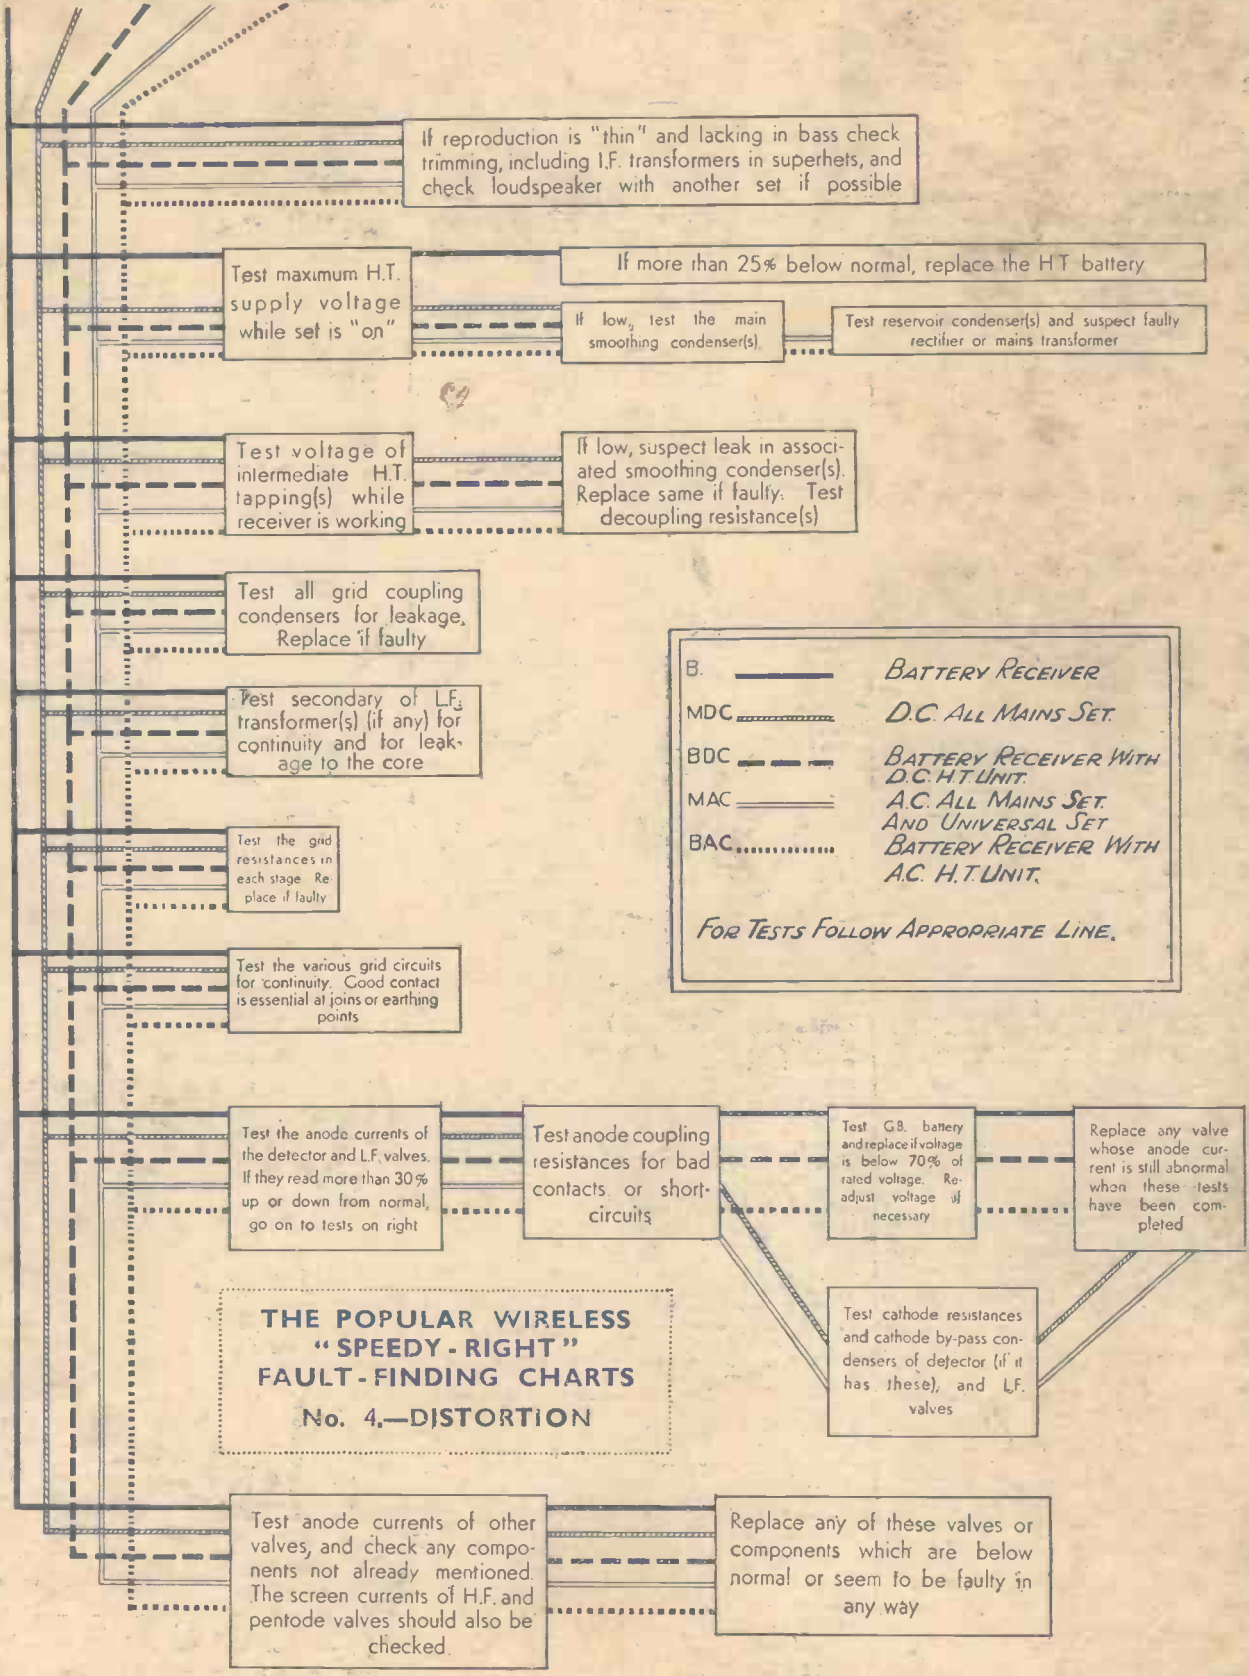 If reproduction is "thin" and lacking in bass check
trimming, including I.F. transformers in superhets, and
check loudspeaker with another set if possible
Test maximum H.T.
supply voltage
while set is "on"
If more than 25% below normal, replace the H T battery
If low, test the main
smoothing condenser(s)
Test reservoir condenser(s) and suspect faulty
rectifier or mains transformer
Test voltage of
intermediate H.T.
tapping(s) while
receiver is working
If low, suspect leak in associ-
ated smoothing condenser(s).
Replace same if faulty. Test
decoupling resistance(s)
Test all grid coupling
condensers for leakage.
Replace if faulty
Test secondary of L.F.
transformer(s) (if any) for
continuity and for leak-
age to the core
Test the grid
resistances in
each stage Re
place if faulty
Test the various grid circuits
for continuity. Good contact
is essential at joins or earthing
points
B. BATTERY RECEIVER
MDC D.C. ALL MAINS SET.
BDC BATTERY RECEIVER WITH
D.C. H.T. UNIT.
MAC A.C. ALL MAINS SET.
AND UNIVERSAL SET
BAC BATTERY RECEIVER WITH
A.C. H.T. UNIT.
FOR TESTS FOLLOW APPROPRIATE LINE.
Test the anode currents of
the detector and L.F. valves.
If they read more than 30%
up or down from normal,
go on to tests on right
Test anode coupling
resistances for bad
contacts or short-
circuits
Test G.B. battery
and replace if voltage
is below 70% of
rated voltage. Re-
adjust voltage if
necessary
Replace any valve
whose anode cur-
rent is still abnormal
when these tests
have been com-
pleted
Test cathode resistances
and cathode by-pass con-
densers of detector (if it
has these), and L.F.
valves
THE POPULAR WIRELESS
"SPEEDY-RIGHT"
FAULT-FINDING CHARTS
No. 4.—DISTORTION
Test anode currents of other
valves, and check any compo-
nents not already mentioned.
The screen currents of H.F. and
pentode valves should also be
checked.
Replace any of these valves or
components which are below
normal or seem to be faulty in
any way